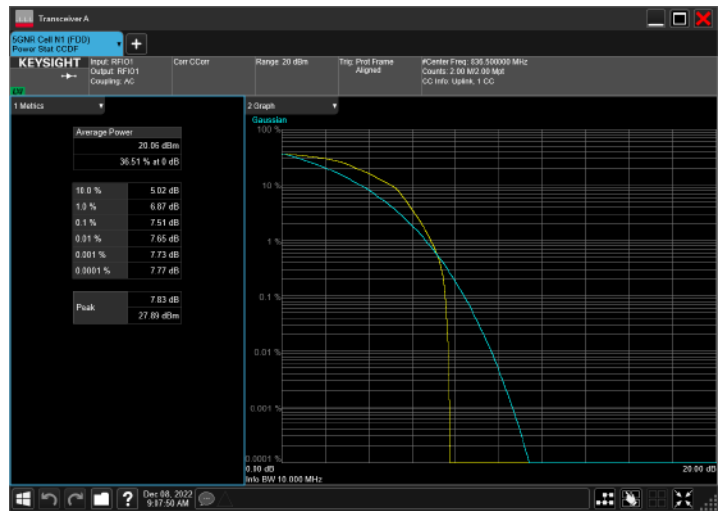 Transceiver A
5GNR Cell N1 (FDD)
Power Stat CCDF
KEYSIGHT
Input: RFIO1
Output: RFIO1
Coupling: AC
Corr CCorr
Range: 20 dBm
Trig: Prot Frame
Aligned
#Center Freq: 836.500000 MHz
Counts: 2.00 M/2.00 Mpt
CC Info: Uplink, 1 CC
1 Metrics
Average Power
20.06 dBm
36.51 % at 0 dB
10.0 % 5.02 dB
1.0 % 6.87 dB
0.1 % 7.51 dB
0.01 % 7.65 dB
0.001 % 7.73 dB
0.0001 % 7.77 dB
Peak
7.83 dB
27.89 dBm
2 Graph
Gaussian
100 %
10 %
1 %
0.1 %
0.01 %
0.001 %
0.0001 %
0.00 dB
20.00 dB
Info BW 10.000 MHz
?
Dec 08, 2022
9:17:50 AM